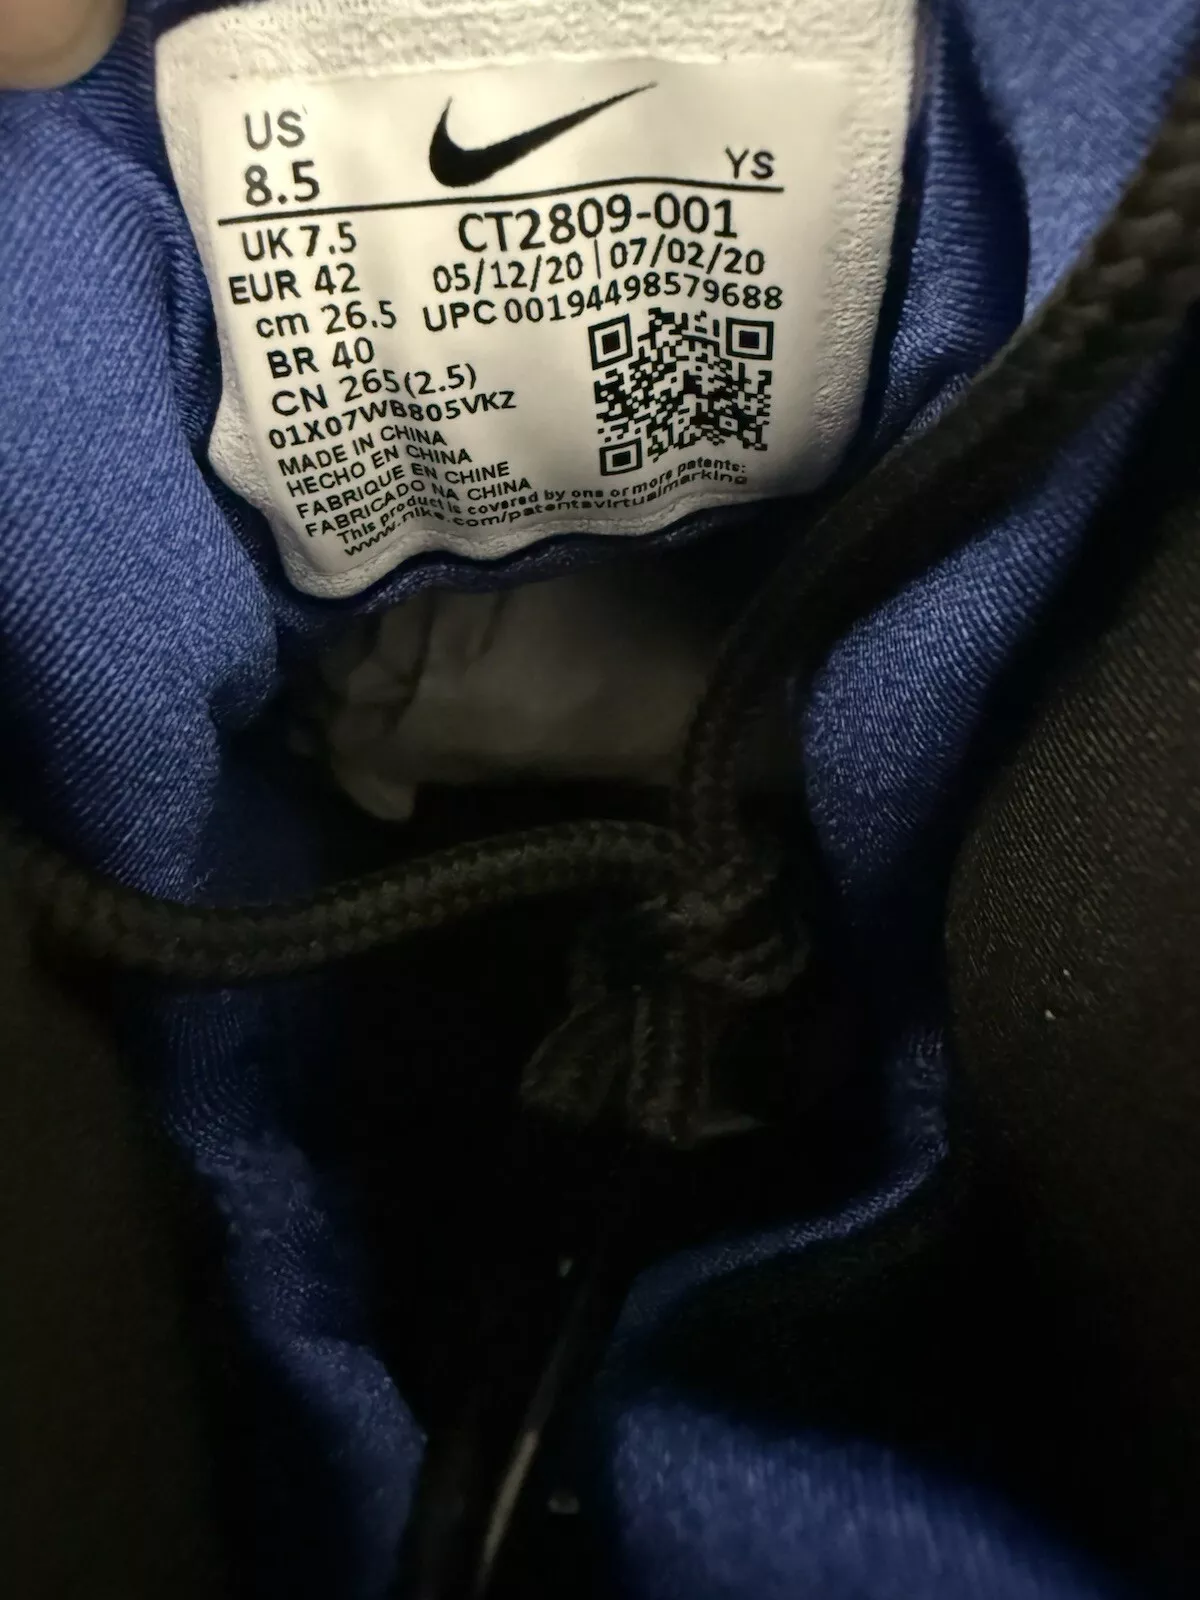 US
8.5
YS
UK 7.5
CT2809-001
EUR 42
05/12/20 | 07/02/20
cm 26.5
UPC 00194498579688
BR 40
CN 265(2.5)
01X07WB805VKZ
MADE IN CHINA
HECHO EN CHINA
FABRIQUE EN CHINE
FABRICADO NA CHINA
This product is covered by one or more patents:
www.nike.com/patentsvirtualmarking